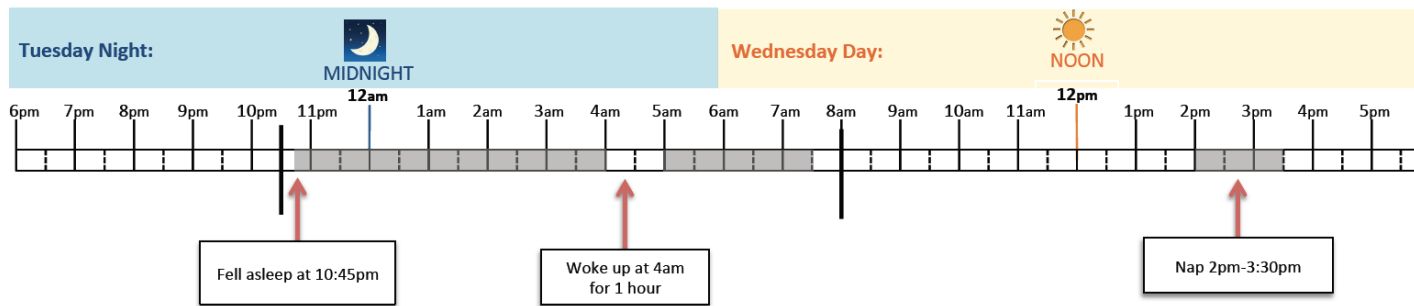 Tuesday Night:
MIDNIGHT
Wednesday Day:
NOON
6pm 7pm 8pm 9pm 10pm 11pm 12am 1am 2am 3am 4am 5am 6am 7am 8am 9am 10am 11am 12pm 1pm 2pm 3pm 4pm 5pm
Fell asleep at 10:45pm
Woke up at 4am
for 1 hour
Nap 2pm-3:30pm